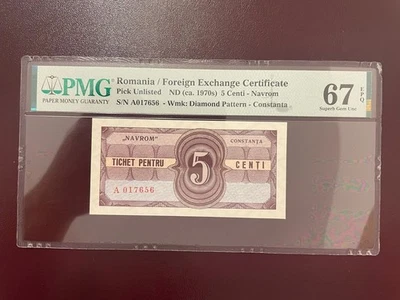 PMG
PAPER MONEY GUARANTY
Romania / Foreign Exchange Certificate
Pick Unlisted ND (ca. 1970s) 5 Centi - Navrom
S/N A017656 - Wmk: Diamond Pattern - Constanta
67 EPQ
Superb Gem Unc
„NAVROM” CONSTANŢA
TICHET PENTRU 5 CENTI
A 017656